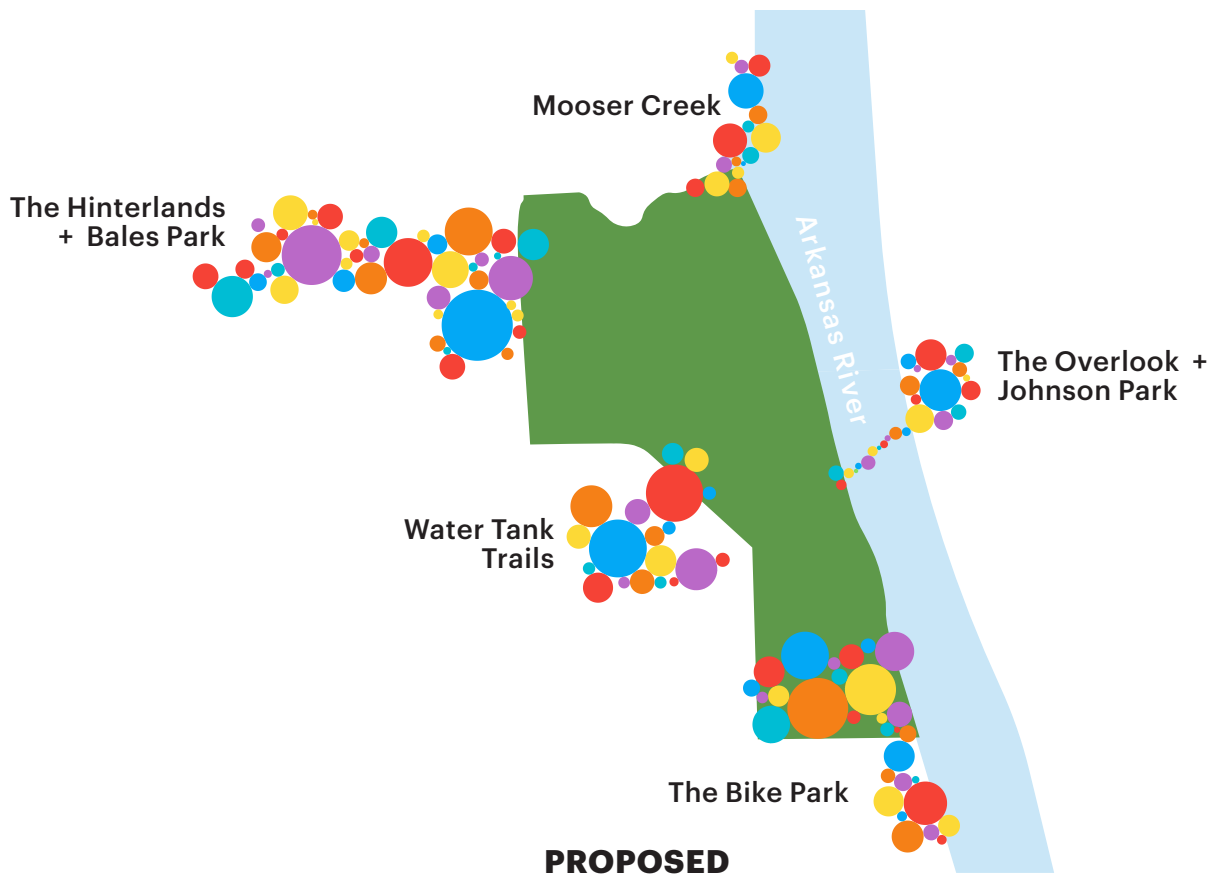 Mooser Creek
The Hinterlands
+ Bales Park
Arkansas River
The Overlook +
Johnson Park
Water Tank
Trails
The Bike Park
PROPOSED